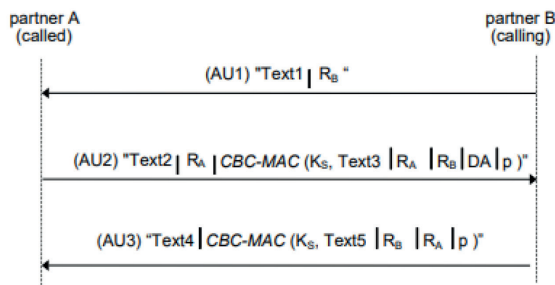 partner A
(called)
partner B
(calling)
(AU1) "Text1 | RB “
(AU2) "Text2 | RA | CBC-MAC (KS, Text3 | RA | RB | DA | p )"
(AU3) “Text4 | CBC-MAC (KS, Text5 | RB | RA | p )"